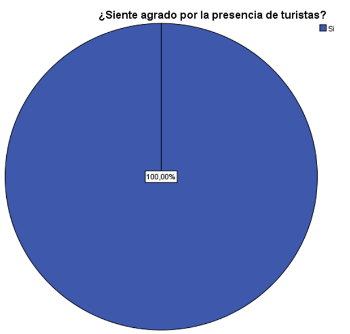 ¿Siente agrado por la presencia de turistas?
Si
100,00%